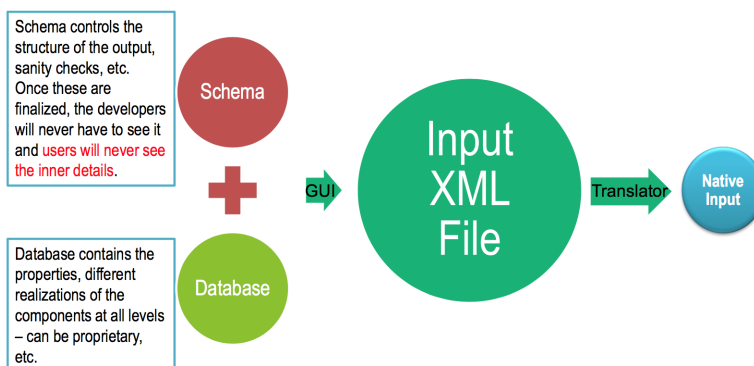 Schema controls the
structure of the output,
sanity checks, etc.
Once these are
finalized, the developers
will never have to see it
and users will never see
the inner details.
Schema
Database contains the
properties, different
realizations of the
components at all levels
– can be proprietary,
etc.
Database
GUI
Input
XML
File
Translator
Native
Input